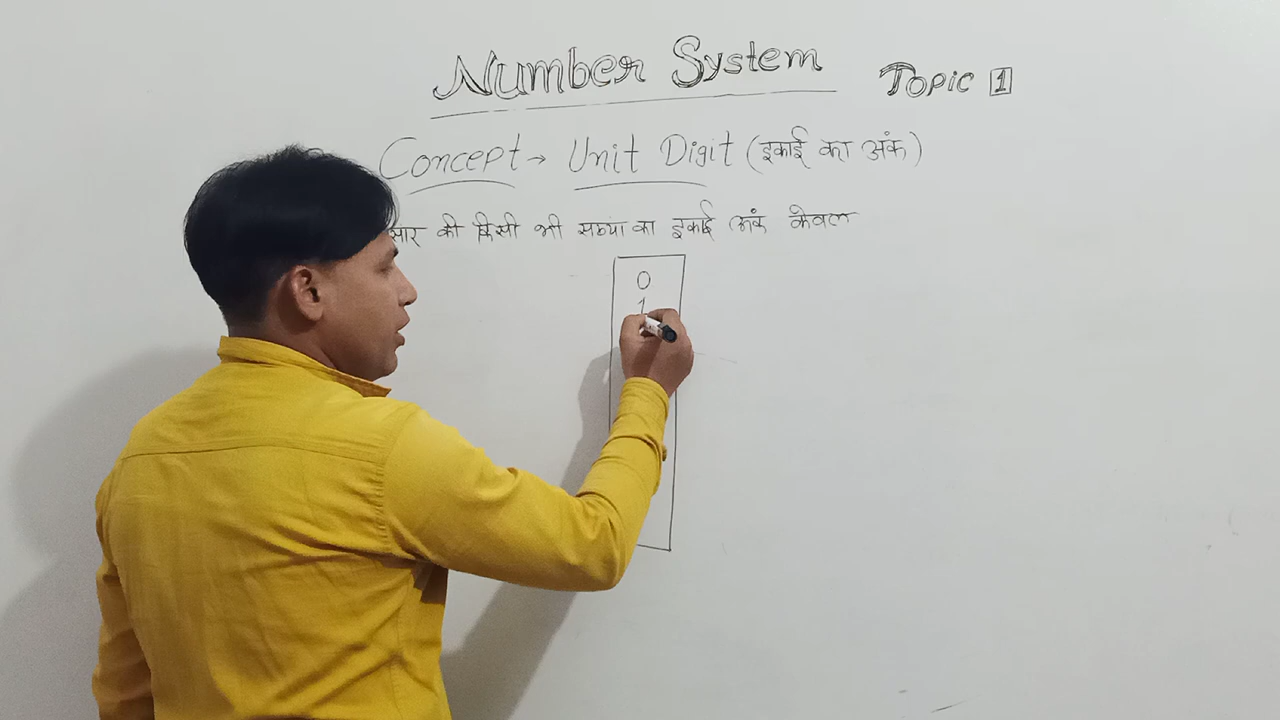 Number System Topic 1
Concept → Unit Digit (इकाई का अंक)
सार की किसी भी संख्या का इकाई अंक केवल
0
1